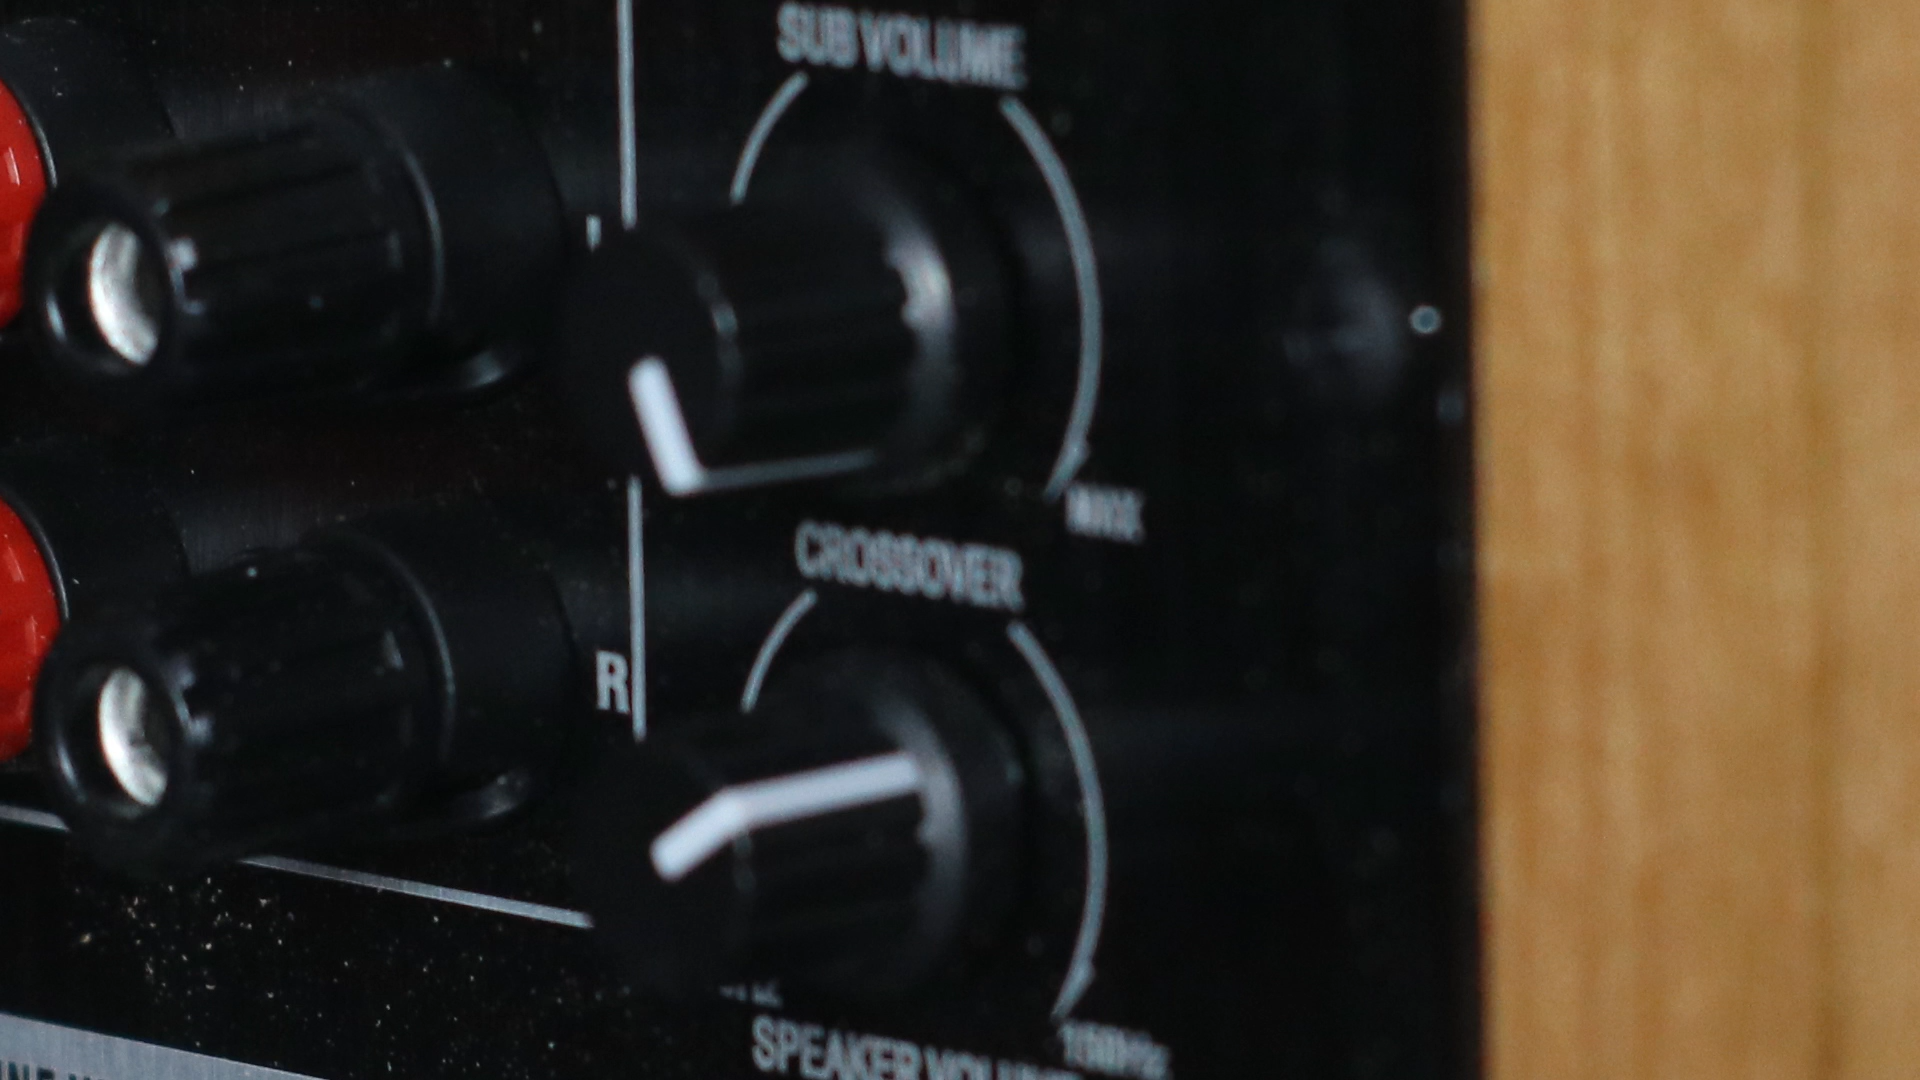 SUB VOLUME
MAX
CROSSOVER
R
SPEAKER VOLUME